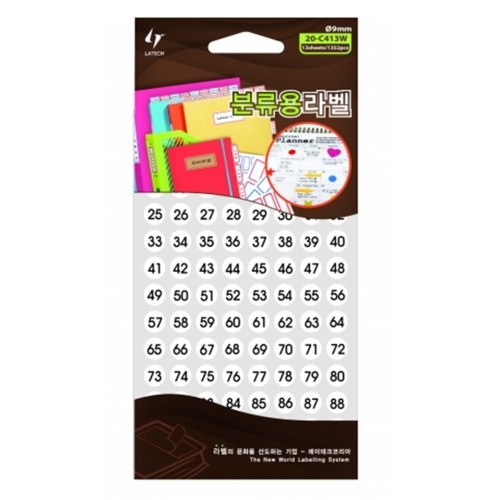 LATECH
Ø9mm
20-C413W
13sheets/1352pcs
분류용라벨
Planner
25 26 27 28 29 30
33 34 35 36 37 38 39 40
41 42 43 44 45 46 47 48
49 50 51 52 53 54 55 56
57 58 59 60 61 62 63 64
65 66 67 68 69 70 71 72
73 74 75 76 77 78 79 80
84 85 86 87 88
라벨의 문화를 선도하는 기업 - 레이테크코리아
The New World Labelling System